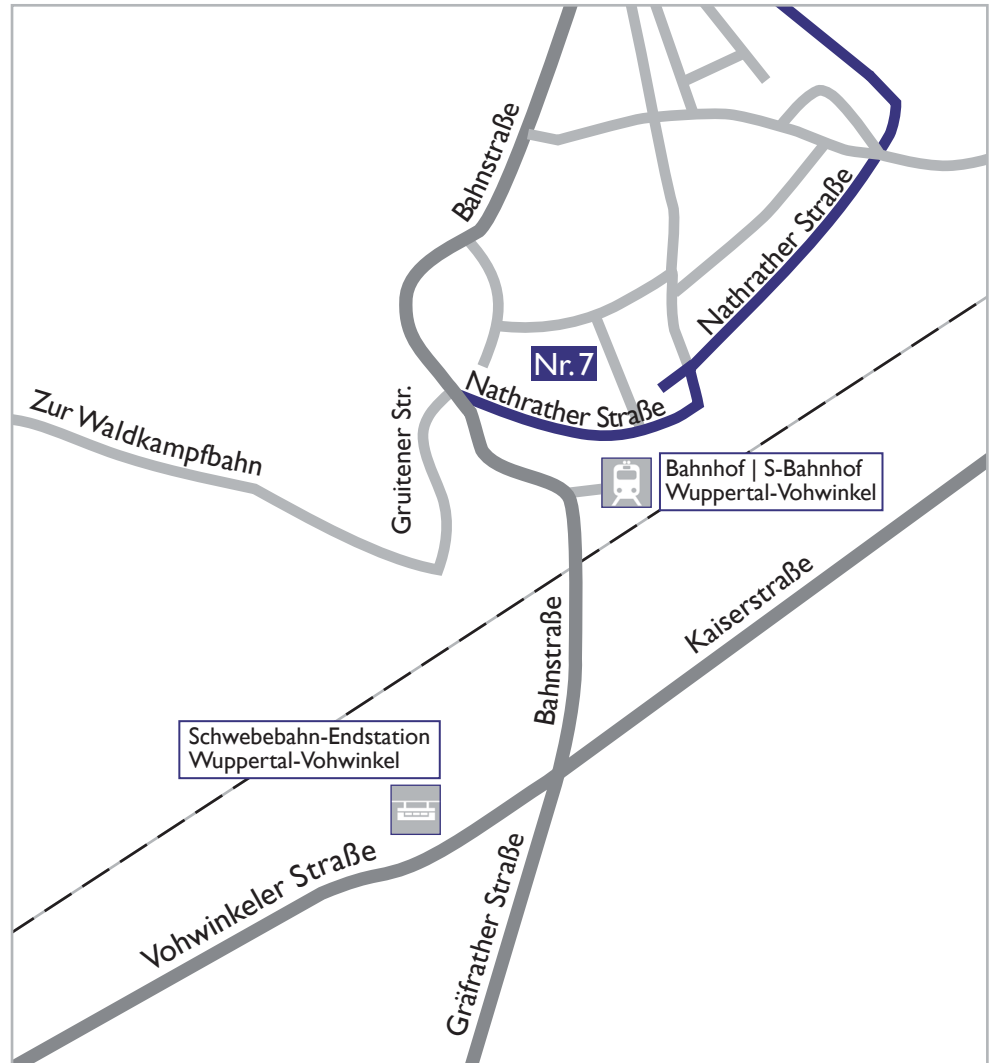 Bahnstraße
Nathrather Straße
Nr. 7
Nathrather Straße
Zur Waldkampfbahn
Gruitener Str.
Bahnhof | S-Bahnhof
Wuppertal-Vohwinkel
Kaiserstraße
Bahnstraße
Schwebebahn-Endstation
Wuppertal-Vohwinkel
Vohwinkeler Straße
Gräfrather Straße